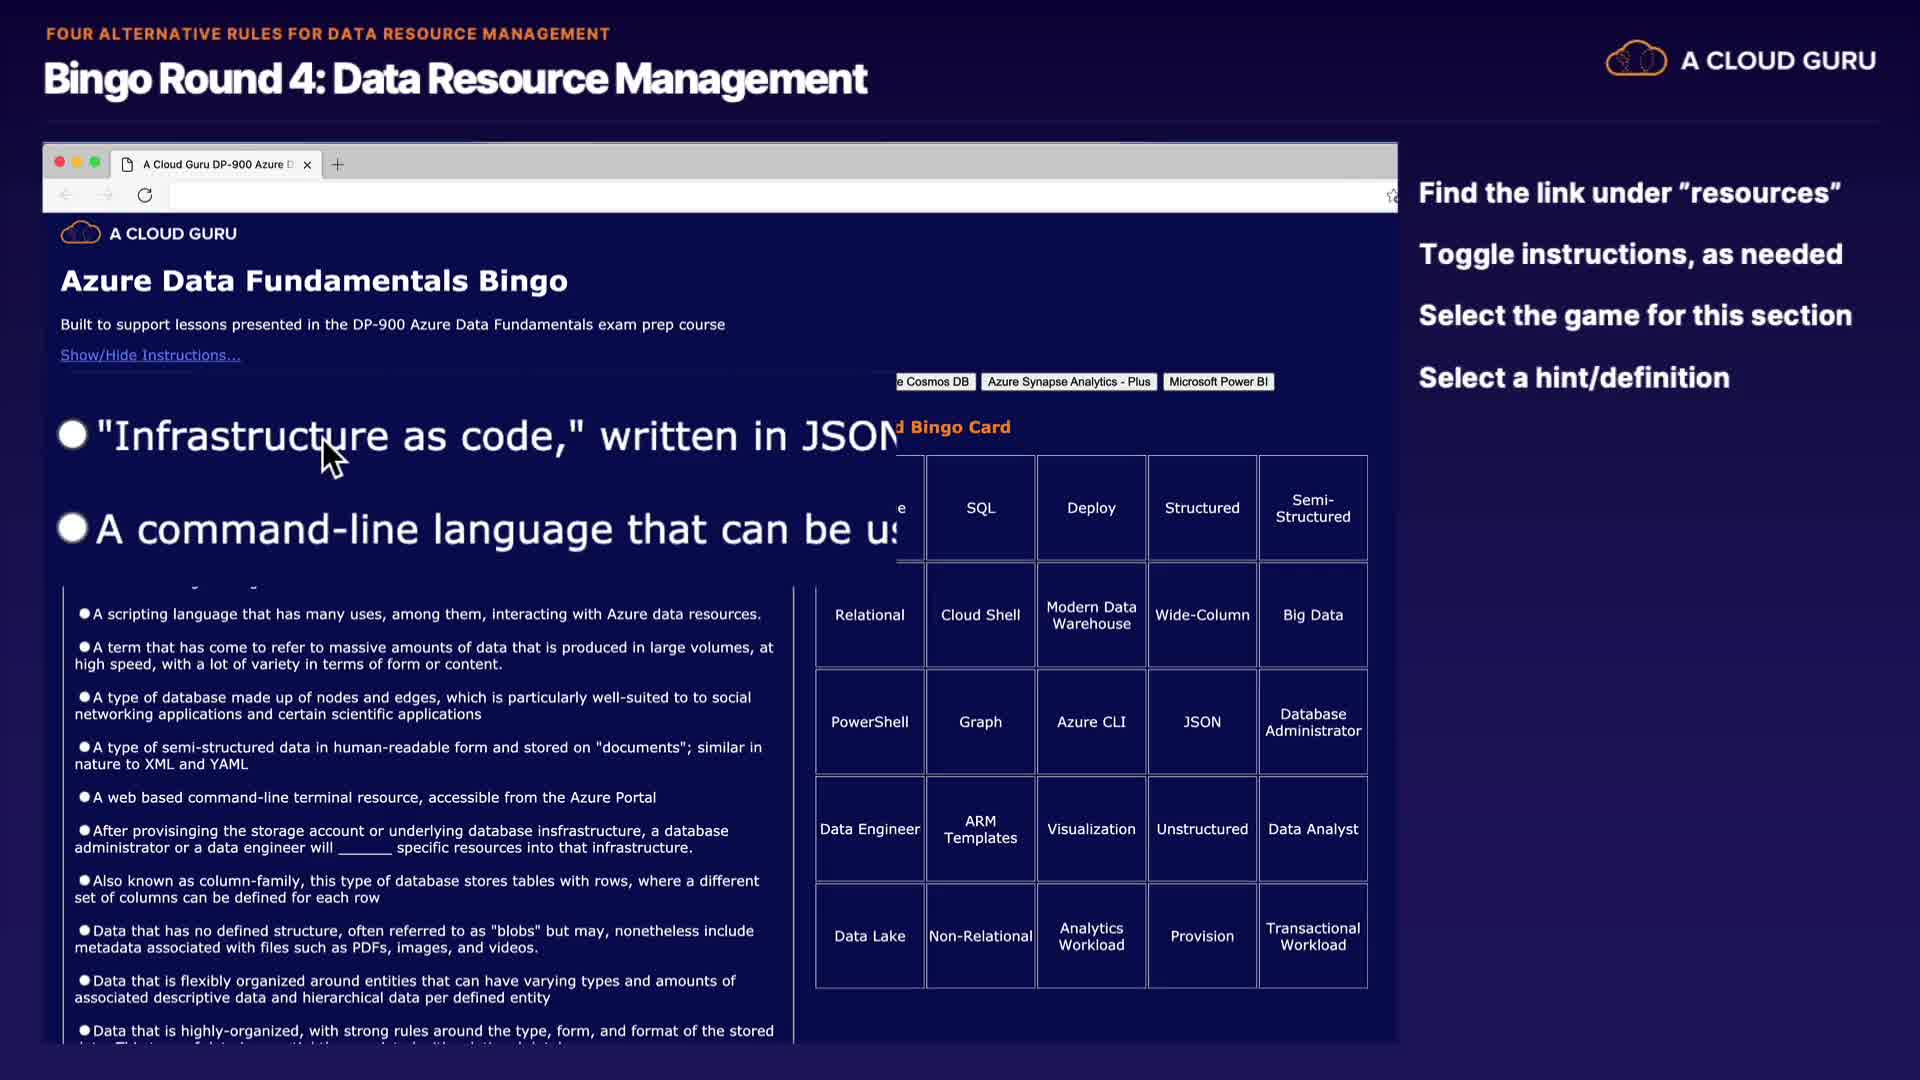 FOUR ALTERNATIVE RULES FOR DATA RESOURCE MANAGEMENT
Bingo Round 4: Data Resource Management
A CLOUD GURU
A Cloud Guru DP-900 Azure D
A CLOUD GURU
Azure Data Fundamentals Bingo
Built to support lessons presented in the DP-900 Azure Data Fundamentals exam prep course
Show/Hide Instructions...
e Cosmos DB
Azure Synapse Analytics - Plus
Microsoft Power BI
d Bingo Card
"Infrastructure as code," written in JSON
A command-line language that can be us
A scripting language that has many uses, among them, interacting with Azure data resources.
A term that has come to refer to massive amounts of data that is produced in large volumes, at
high speed, with a lot of variety in terms of form or content.
A type of database made up of nodes and edges, which is particularly well-suited to to social
networking applications and certain scientific applications
A type of semi-structured data in human-readable form and stored on "documents"; similar in
nature to XML and YAML
A web based command-line terminal resource, accessible from the Azure Portal
After provisinging the storage account or underlying database insfrastructure, a database
administrator or a data engineer will ______ specific resources into that infrastructure.
Also known as column-family, this type of database stores tables with rows, where a different
set of columns can be defined for each row
Data that has no defined structure, often referred to as "blobs" but may, nonetheless include
metadata associated with files such as PDFs, images, and videos.
Data that is flexibly organized around entities that can have varying types and amounts of
associated descriptive data and hierarchical data per defined entity
Data that is highly-organized, with strong rules around the type, form, and format of the stored
e
SQL
Deploy
Structured
Semi-
Structured
Relational
Cloud Shell
Modern Data
Warehouse
Wide-Column
Big Data
PowerShell
Graph
Azure CLI
JSON
Database
Administrator
Data Engineer
ARM
Templates
Visualization
Unstructured
Data Analyst
Data Lake
Non-Relational
Analytics
Workload
Provision
Transactional
Workload
Find the link under "resources"
Toggle instructions, as needed
Select the game for this section
Select a hint/definition